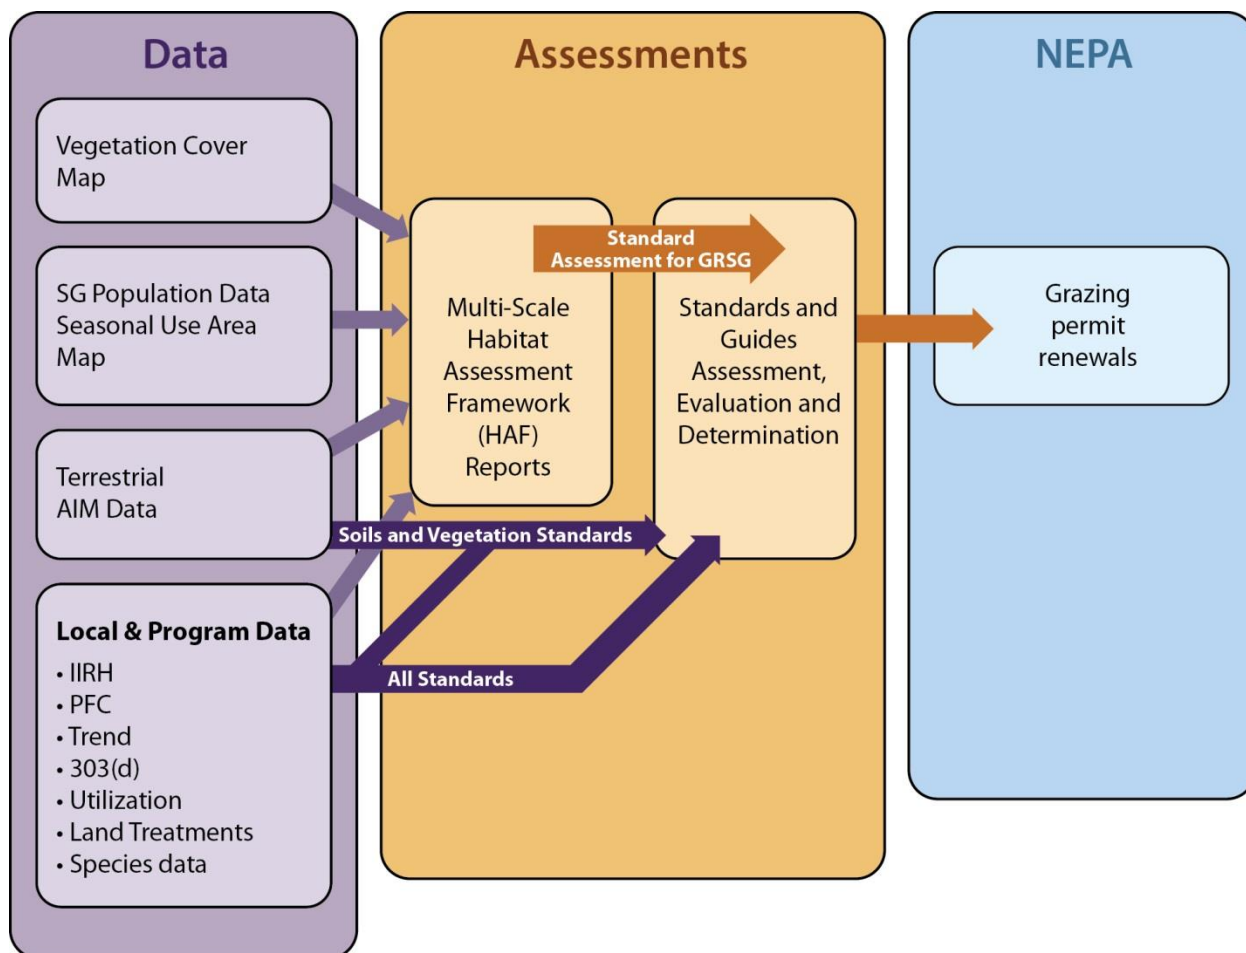 Data
Vegetation Cover
Map
SG Population Data
Seasonal Use Area
Map
Terrestrial
AIM Data
Local & Program Data
• IIRH
• PFC
• Trend
• 303(d)
• Utilization
• Land Treatments
• Species data
Assessments
Multi-Scale
Habitat
Assessment
Framework
(HAF)
Reports
Standard
Assessment for GRSG
Standards and
Guides
Assessment,
Evaluation and
Determination
Soils and Vegetation Standards
All Standards
NEPA
Grazing
permit
renewals